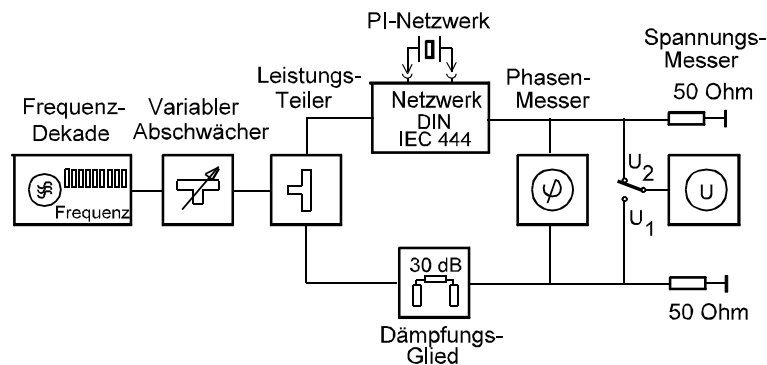 PI-Netzwerk
Spannungs-
Messer
Leistungs-
Teiler
Phasen-
Messer
50 Ohm
Frequenz-
Dekade
Variabler
Abschwächer
Netzwerk
DIN
IEC 444
Frequenz
φ
U2
U
U1
30 dB
50 Ohm
Dämpfungs-
Glied